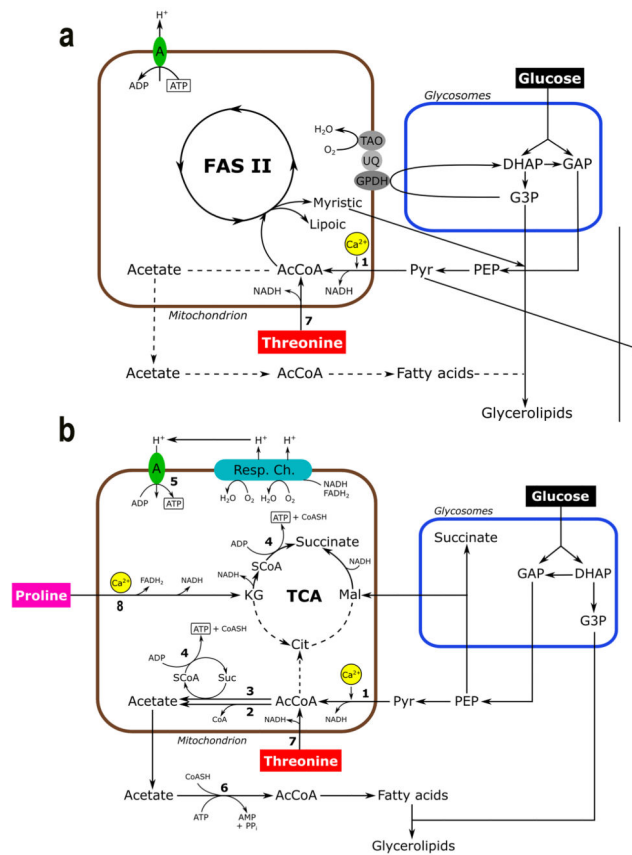 a
H⁺
A
ADP
ATP
Glucose
Glycosomes
H₂O
O₂
TAO
UQ
GPDH
DHAP
GAP
G3P
FAS II
Myristic
Lipoic
Ca²⁺
1
Acetate
AcCoA
Pyr
PEP
NADH
NADH
7
Mitochondrion
Threonine
Acetate
AcCoA
Fatty acids
Glycerolipids
b
H⁺
H⁺
H⁺
A
5
Resp. Ch.
ADP
ATP
H₂O
O₂
H₂O
O₂
NADH
FADH₂
Glucose
Glycosomes
ATP + CoASH
ADP
4
Succinate
Succinate
SCoA
NADH
NADH
GAP
DHAP
Ca²⁺
FADH₂
NADH
Proline
8
KG
TCA
Mal
G3P
Cit
ATP + CoASH
ADP
4
SCoA
Suc
Ca²⁺
3
1
Acetate
AcCoA
Pyr
PEP
2
CoA
NADH
NADH
7
Mitochondrion
Threonine
CoASH
6
Acetate
AcCoA
Fatty acids
ATP
AMP
+ PPᵢ
Glycerolipids